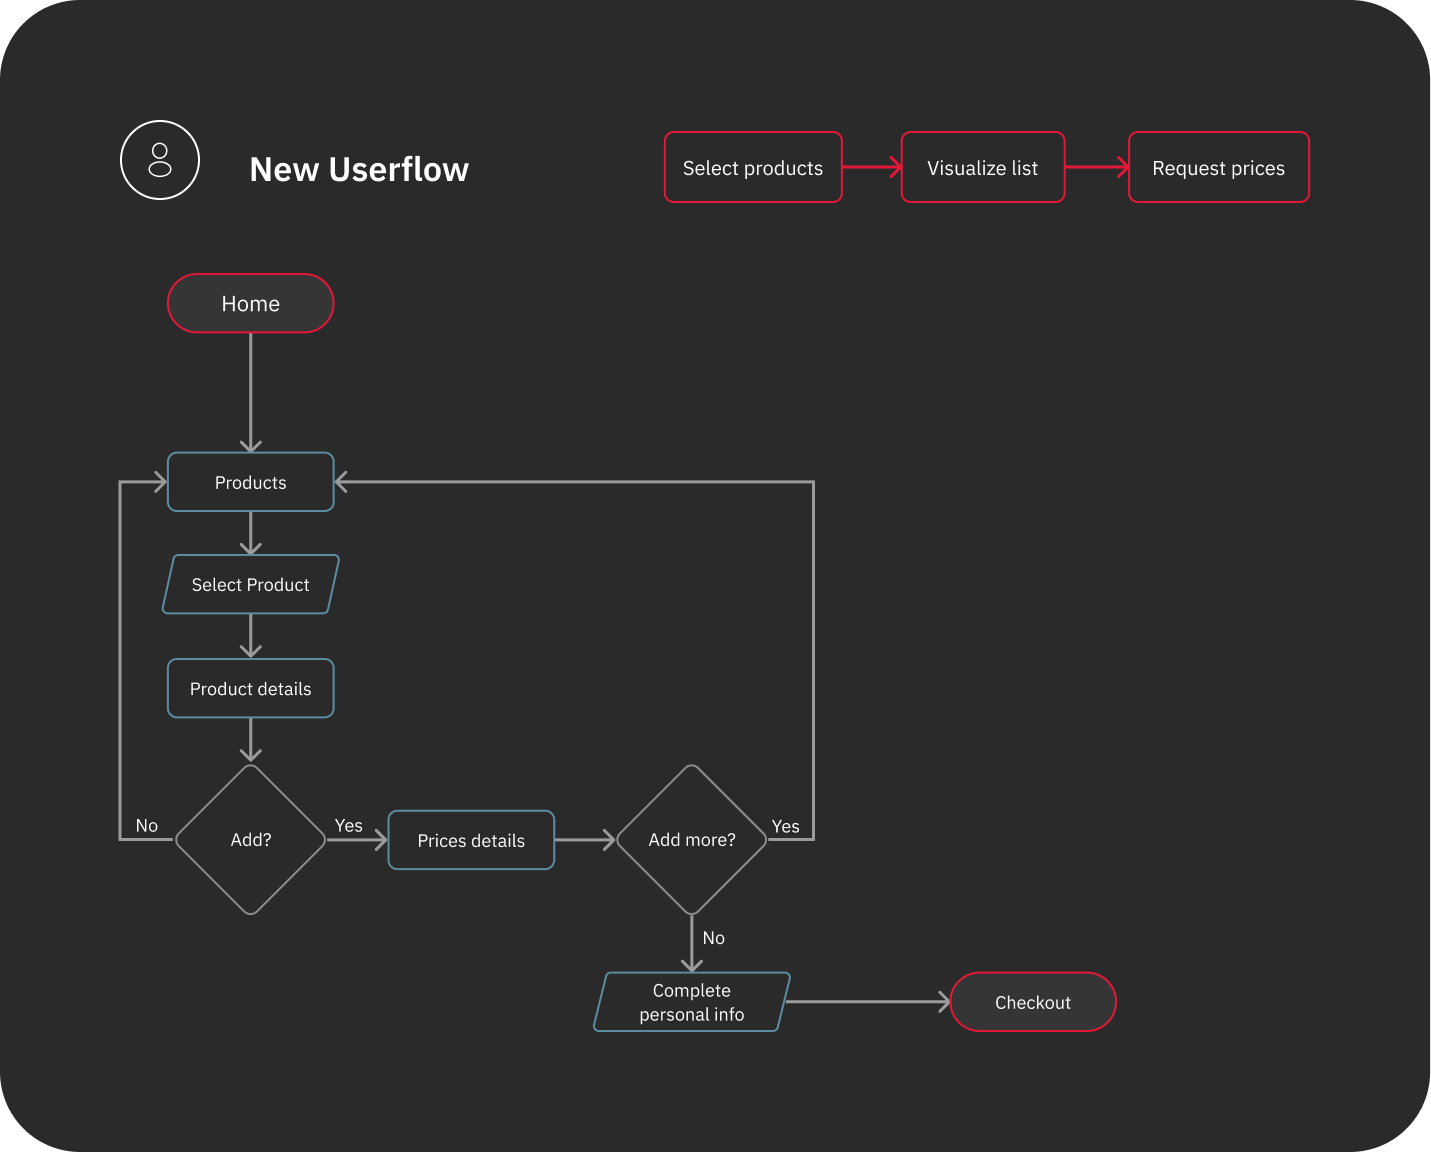 New Userflow
Select products
Visualize list
Request prices
Home
Products
Select Product
Product details
No
Add?
Yes
Prices details
Add more?
Yes
No
Complete
personal info
Checkout